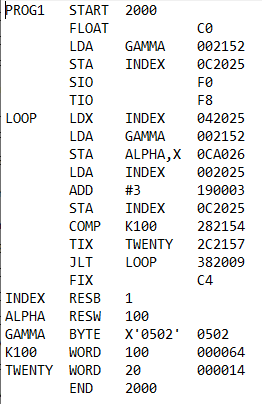 PROG1 START 2000
FLOAT C0
LDA GAMMA 002152
STA INDEX 0C2025
SIO F0
TIO F8
LOOP LDX INDEX 042025
LDA GAMMA 002152
STA ALPHA,X 0CA026
LDA INDEX 002025
ADD #3 190003
STA INDEX 0C2025
COMP K100 282154
TIX TWENTY 2C2157
JLT LOOP 382009
FIX C4
INDEX RESB 1
ALPHA RESW 100
GAMMA BYTE X'0502' 0502
K100 WORD 100 000064
TWENTY WORD 20 000014
END 2000